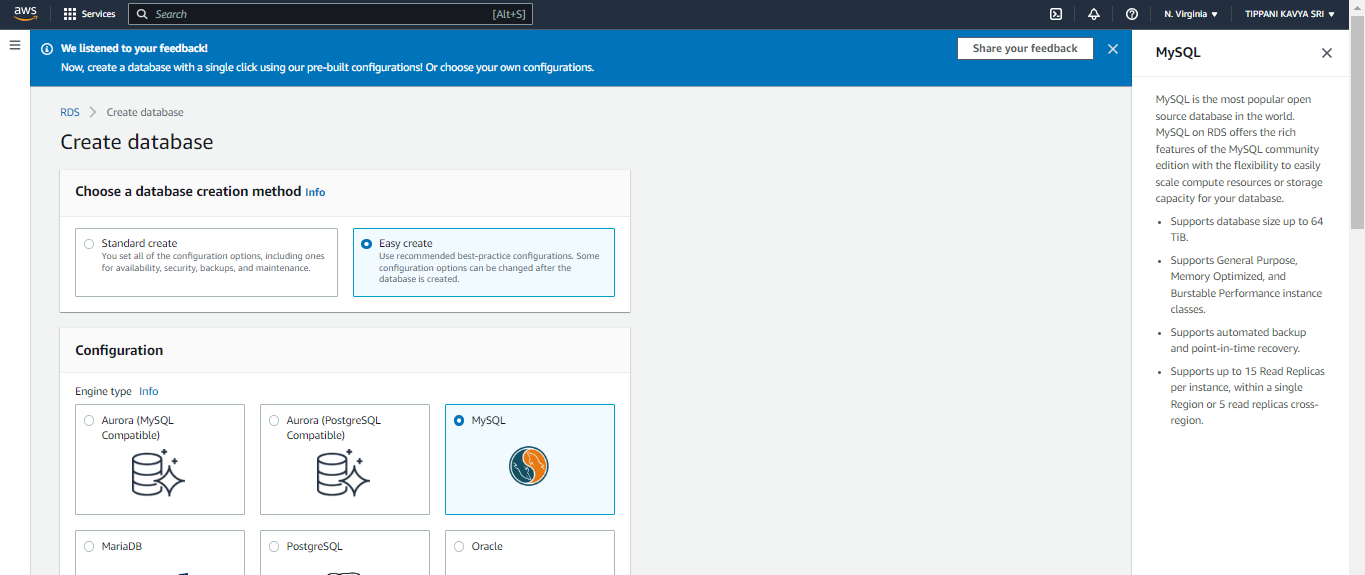 aws
Services
Search
[Alt+S]
N. Virginia
TIPPANI KAVYA SRI
We listened to your feedback!
Now, create a database with a single click using our pre-built configurations! Or choose your own configurations.
Share your feedback
RDS
Create database
Create database
Choose a database creation method Info
Standard create
You set all of the configuration options, including ones
for availability, security, backups, and maintenance.
Easy create
Use recommended best-practice configurations. Some
configuration options can be changed after the
database is created.
Configuration
Engine type Info
Aurora (MySQL
Compatible)
Aurora (PostgreSQL
Compatible)
MySQL
MariaDB
PostgreSQL
Oracle
MySQL
MySQL is the most popular open
source database in the world.
MySQL on RDS offers the rich
features of the MySQL community
edition with the flexibility to easily
scale compute resources or storage
capacity for your database.
• Supports database size up to 64
TiB.
• Supports General Purpose,
Memory Optimized, and
Burstable Performance instance
classes.
• Supports automated backup
and point-in-time recovery.
• Supports up to 15 Read Replicas
per instance, within a single
Region or 5 read replicas cross-
region.